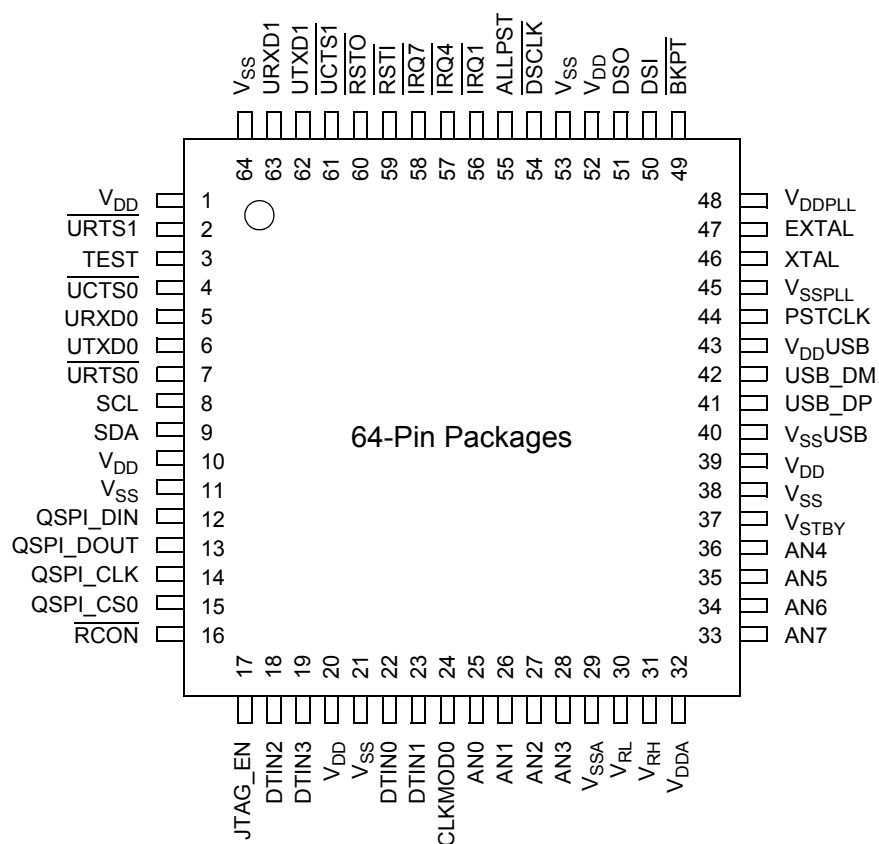 VSS
URXD1
UTXD1
UCTS1
RSTO
RSTI
IRQ7
IRQ4
IRQ1
ALLPST
DSCLK
VSS
VDD
DSO
DSI
BKPT
64
63
62
61
60
59
58
57
56
55
54
53
52
51
50
49
VDD 1
URTS1 2
TEST 3
UCTS0 4
URXD0 5
UTXD0 6
URTS0 7
SCL 8
SDA 9
VDD 10
VSS 11
QSPI_DIN 12
QSPI_DOUT 13
QSPI_CLK 14
QSPI_CS0 15
RCON 16
64-Pin Packages
48 VDDPLL
47 EXTAL
46 XTAL
45 VSSPLL
44 PSTCLK
43 VDDUSB
42 USB_DM
41 USB_DP
40 VSSUSB
39 VDD
38 VSS
37 VSTBY
36 AN4
35 AN5
34 AN6
33 AN7
17
18
19
20
21
22
23
24
25
26
27
28
29
30
31
32
JTAG_EN
DTIN2
DTIN3
VDD
VSS
DTIN0
DTIN1
CLKMOD0
AN0
AN1
AN2
AN3
VSSA
VRL
VRH
VDDA